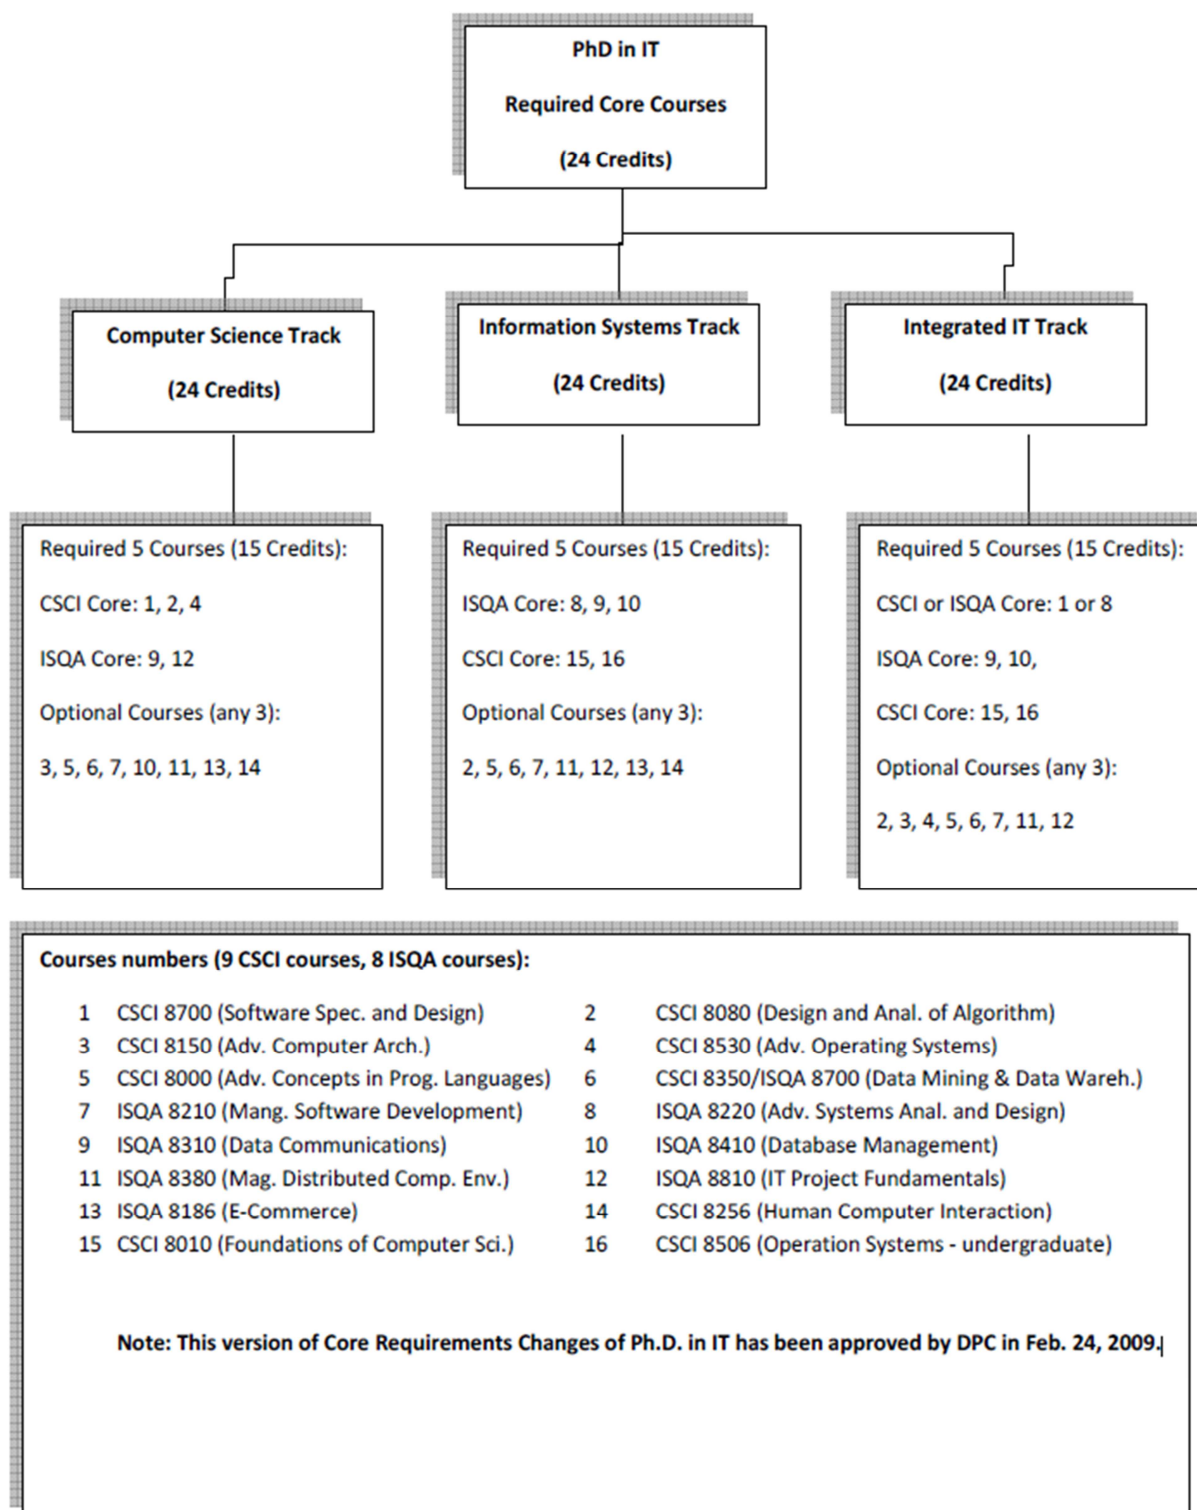 PhD in IT
Required Core Courses
(24 Credits)
Computer Science Track
(24 Credits)
Information Systems Track
(24 Credits)
Integrated IT Track
(24 Credits)
Required 5 Courses (15 Credits):
CSCI Core: 1, 2, 4
ISQA Core: 9, 12
Optional Courses (any 3):
3, 5, 6, 7, 10, 11, 13, 14
Required 5 Courses (15 Credits):
ISQA Core: 8, 9, 10
CSCI Core: 15, 16
Optional Courses (any 3):
2, 5, 6, 7, 11, 12, 13, 14
Required 5 Courses (15 Credits):
CSCI or ISQA Core: 1 or 8
ISQA Core: 9, 10,
CSCI Core: 15, 16
Optional Courses (any 3):
2, 3, 4, 5, 6, 7, 11, 12
Courses numbers (9 CSCI courses, 8 ISQA courses):
1 CSCI 8700 (Software Spec. and Design) 2 CSCI 8080 (Design and Anal. of Algorithm)
3 CSCI 8150 (Adv. Computer Arch.) 4 CSCI 8530 (Adv. Operating Systems)
5 CSCI 8000 (Adv. Concepts in Prog. Languages) 6 CSCI 8350/ISQA 8700 (Data Mining & Data Wareh.)
7 ISQA 8210 (Mang. Software Development) 8 ISQA 8220 (Adv. Systems Anal. and Design)
9 ISQA 8310 (Data Communications) 10 ISQA 8410 (Database Management)
11 ISQA 8380 (Mag. Distributed Comp. Env.) 12 ISQA 8810 (IT Project Fundamentals)
13 ISQA 8186 (E-Commerce) 14 CSCI 8256 (Human Computer Interaction)
15 CSCI 8010 (Foundations of Computer Sci.) 16 CSCI 8506 (Operation Systems - undergraduate)
Note: This version of Core Requirements Changes of Ph.D. in IT has been approved by DPC in Feb. 24, 2009.